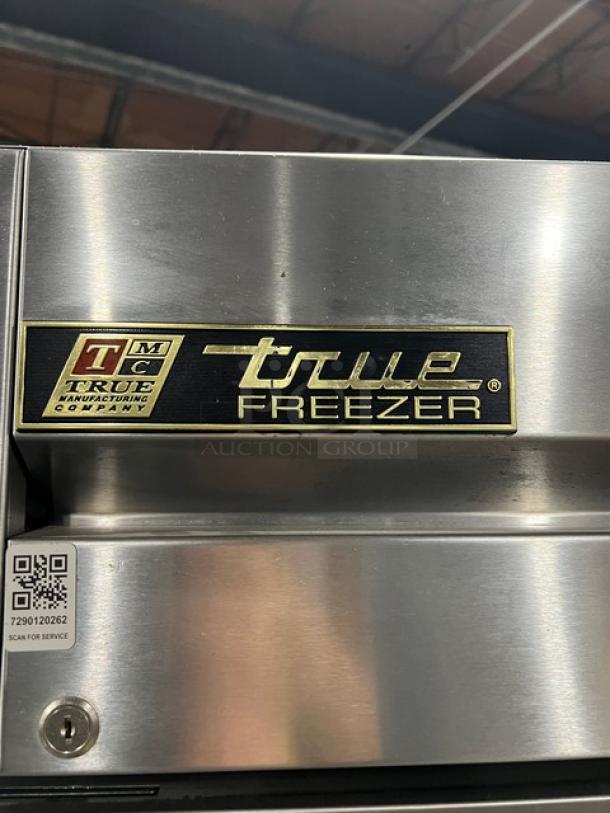 T M
C
TRUE
MANUFACTURING
COMPANY
true®
FREEZER
AUCTION GROUP
7290120262
SCAN FOR SERVICE